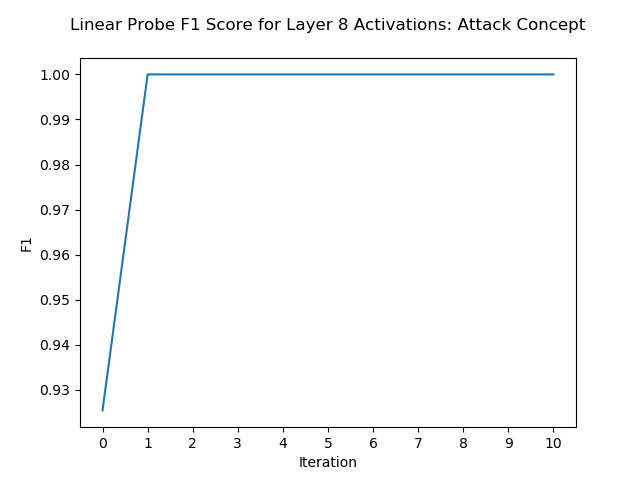 Linear Probe F1 Score for Layer 8 Activations: Attack Concept
1.00
0.99
0.98
0.97
0.96
0.95
0.94
0.93
F1
0 1 2 3 4 5 6 7 8 9 10
Iteration